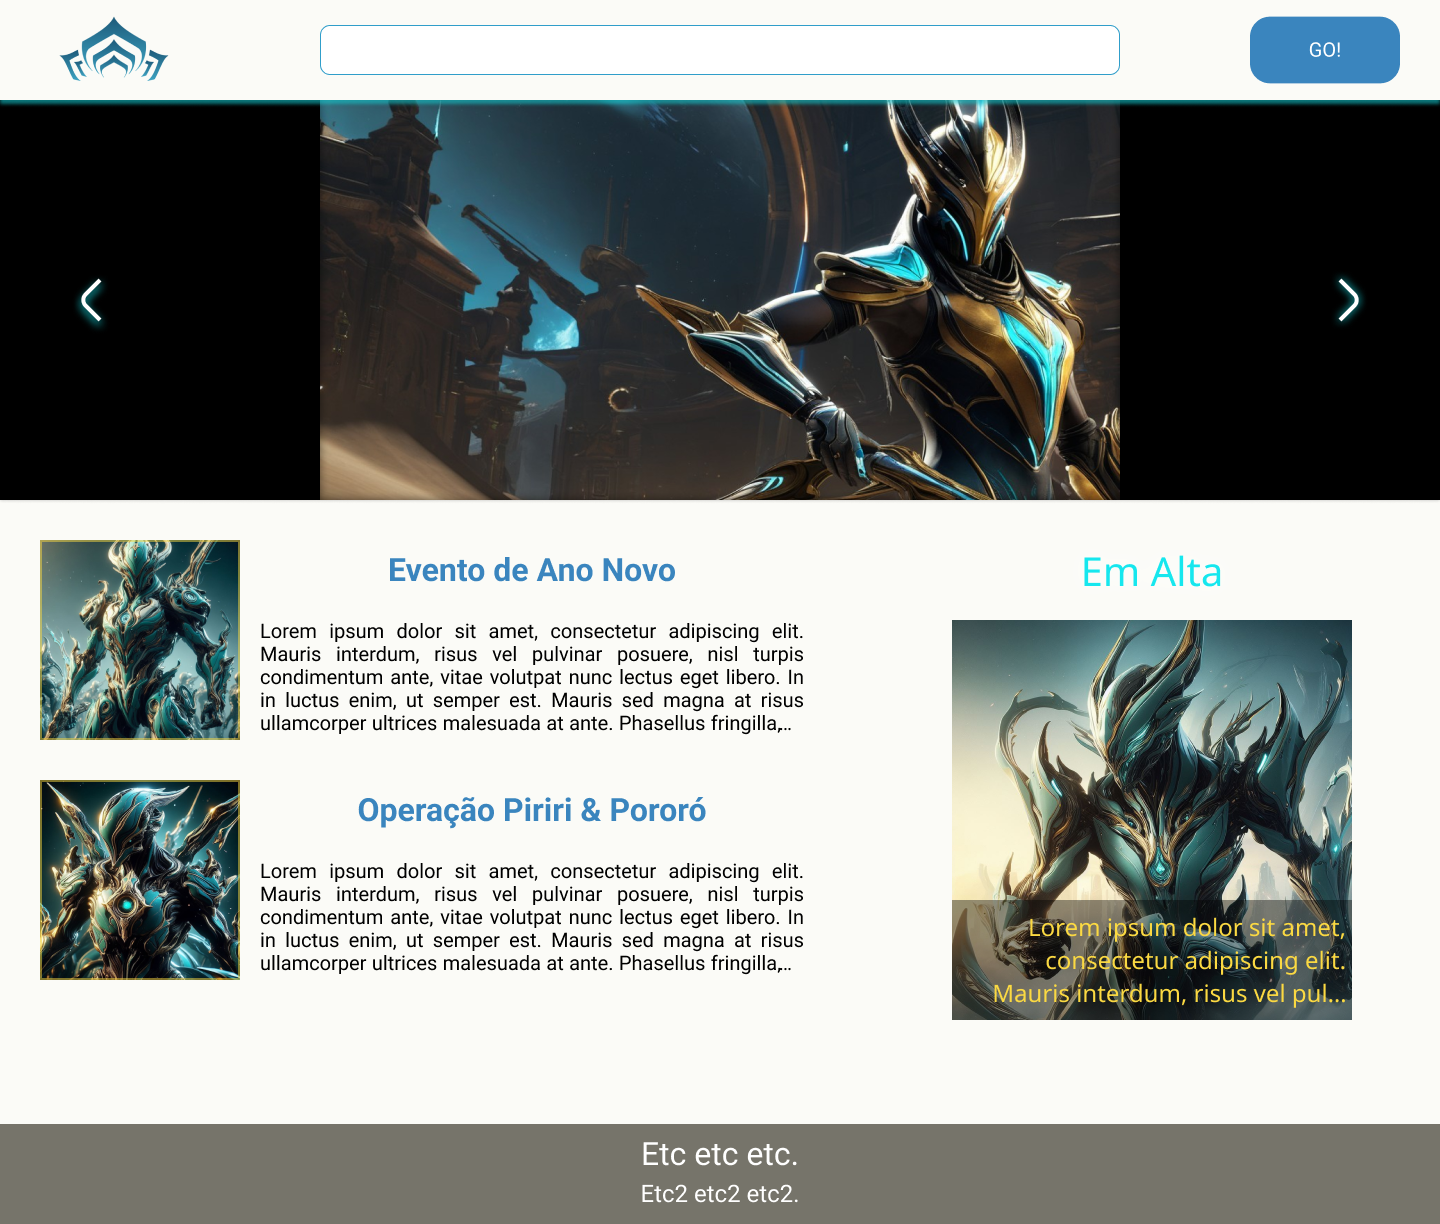 GO!
Evento de Ano Novo
Lorem ipsum dolor sit amet, consectetur adipiscing elit.
Mauris interdum, risus vel pulvinar posuere, nisl turpis
condimentum ante, vitae volutpat nunc lectus eget libero. In
in luctus enim, ut semper est. Mauris sed magna at risus
ullamcorper ultrices malesuada at ante. Phasellus fringilla,…
Operação Piriri & Pororó
Lorem ipsum dolor sit amet, consectetur adipiscing elit.
Mauris interdum, risus vel pulvinar posuere, nisl turpis
condimentum ante, vitae volutpat nunc lectus eget libero. In
in luctus enim, ut semper est. Mauris sed magna at risus
ullamcorper ultrices malesuada at ante. Phasellus fringilla,…
Em Alta
Lorem ipsum dolor sit amet,
consectetur adipiscing elit.
Mauris interdum, risus vel pul…
Etc etc etc.
Etc2 etc2 etc2.